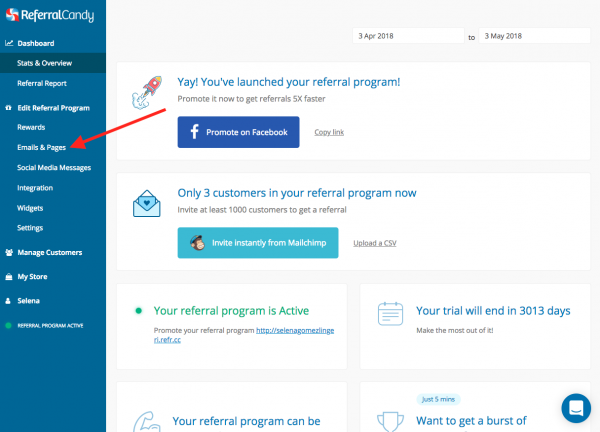 ReferralCandy
Dashboard
Stats & Overview
Referral Report
Edit Referral Program
Rewards
Emails & Pages
Social Media Messages
Integration
Widgets
Settings
Manage Customers
My Store
Selena
REFERRAL PROGRAM ACTIVE
3 Apr 2018 to 3 May 2018
Yay! You've launched your referral program!
Promote it now to get referrals 5X faster
f Promote on Facebook Copy link
Only 3 customers in your referral program now
Invite at least 1000 customers to get a referral
Invite instantly from Mailchimp Upload a CSV
Your referral program is Active
Promote your referral program http://selenagomezlinge
ri.refr.cc
Your trial will end in 3013 days
Make the most out of it!
Your referral program can be
Just 5 mins
Want to get a burst of